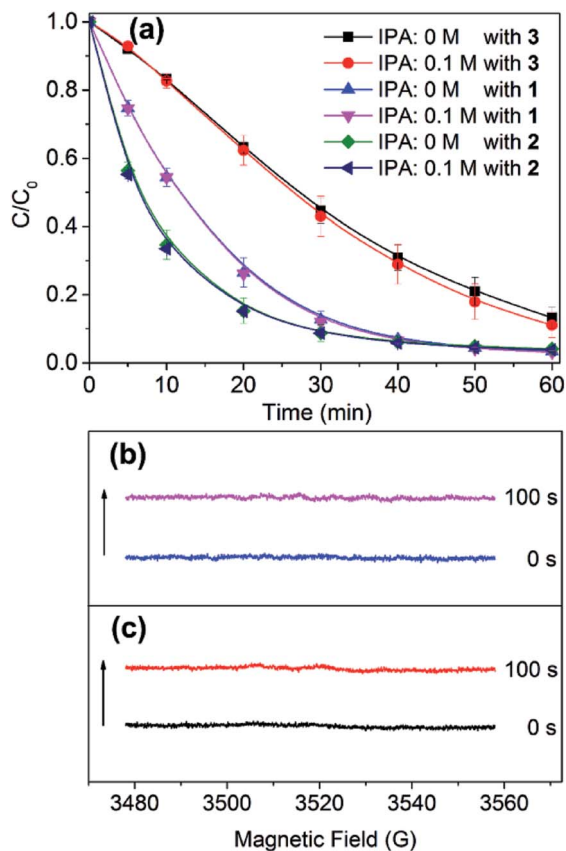 (a)
IPA: 0 M with 3
IPA: 0.1 M with 3
IPA: 0 M with 1
IPA: 0.1 M with 1
IPA: 0 M with 2
IPA: 0.1 M with 2
C/C0
1.0
0.8
0.6
0.4
0.2
0.0
0 10 20 30 40 50 60
Time (min)
(b)
100 s
0 s
(c)
100 s
0 s
3480 3500 3520 3540 3560
Magnetic Field (G)